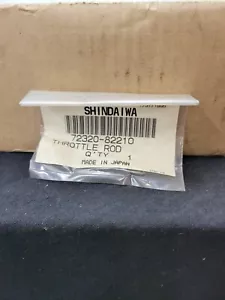 SHINDAIWA
72320-82210
THROTTLE ROD
Q'TY 1
MADE IN JAPAN